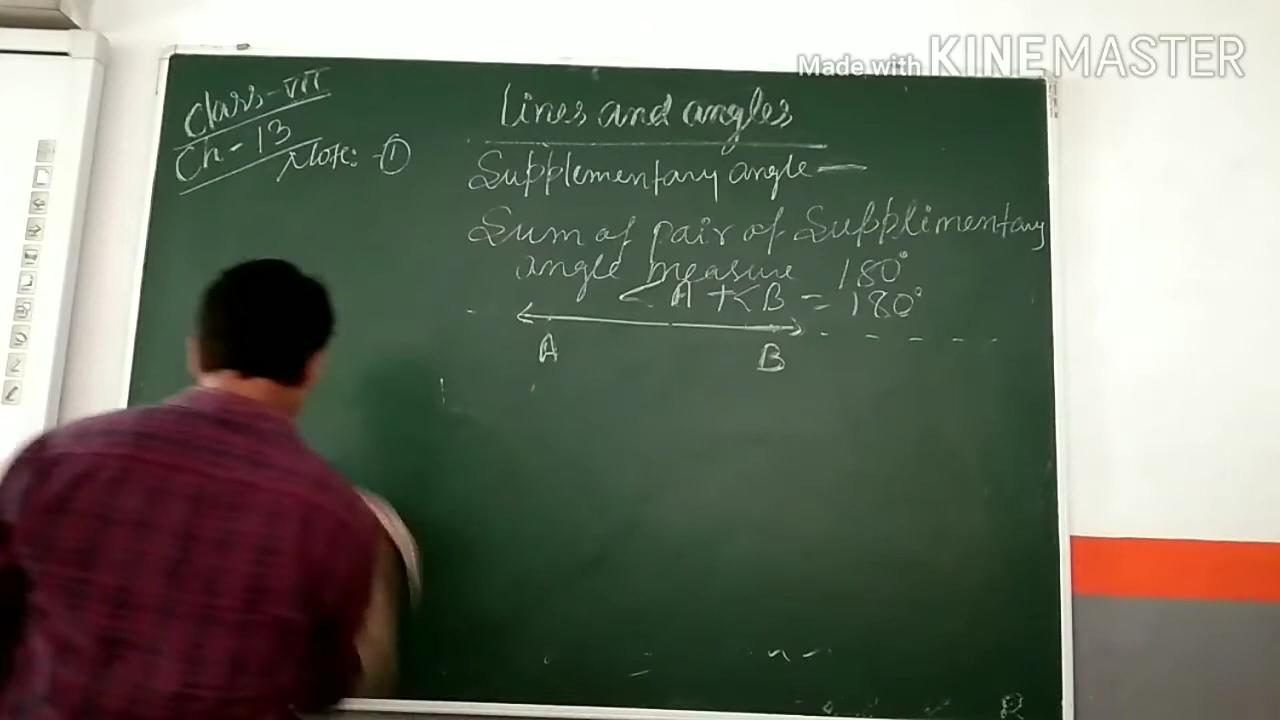 Made with KINEMASTER
Class-VII
Ch-13
Note:-①
Lines and angles
Supplementary angle—
Sum of pair of Supplimentary
angle measure 180°
<A+<B=180°
A B